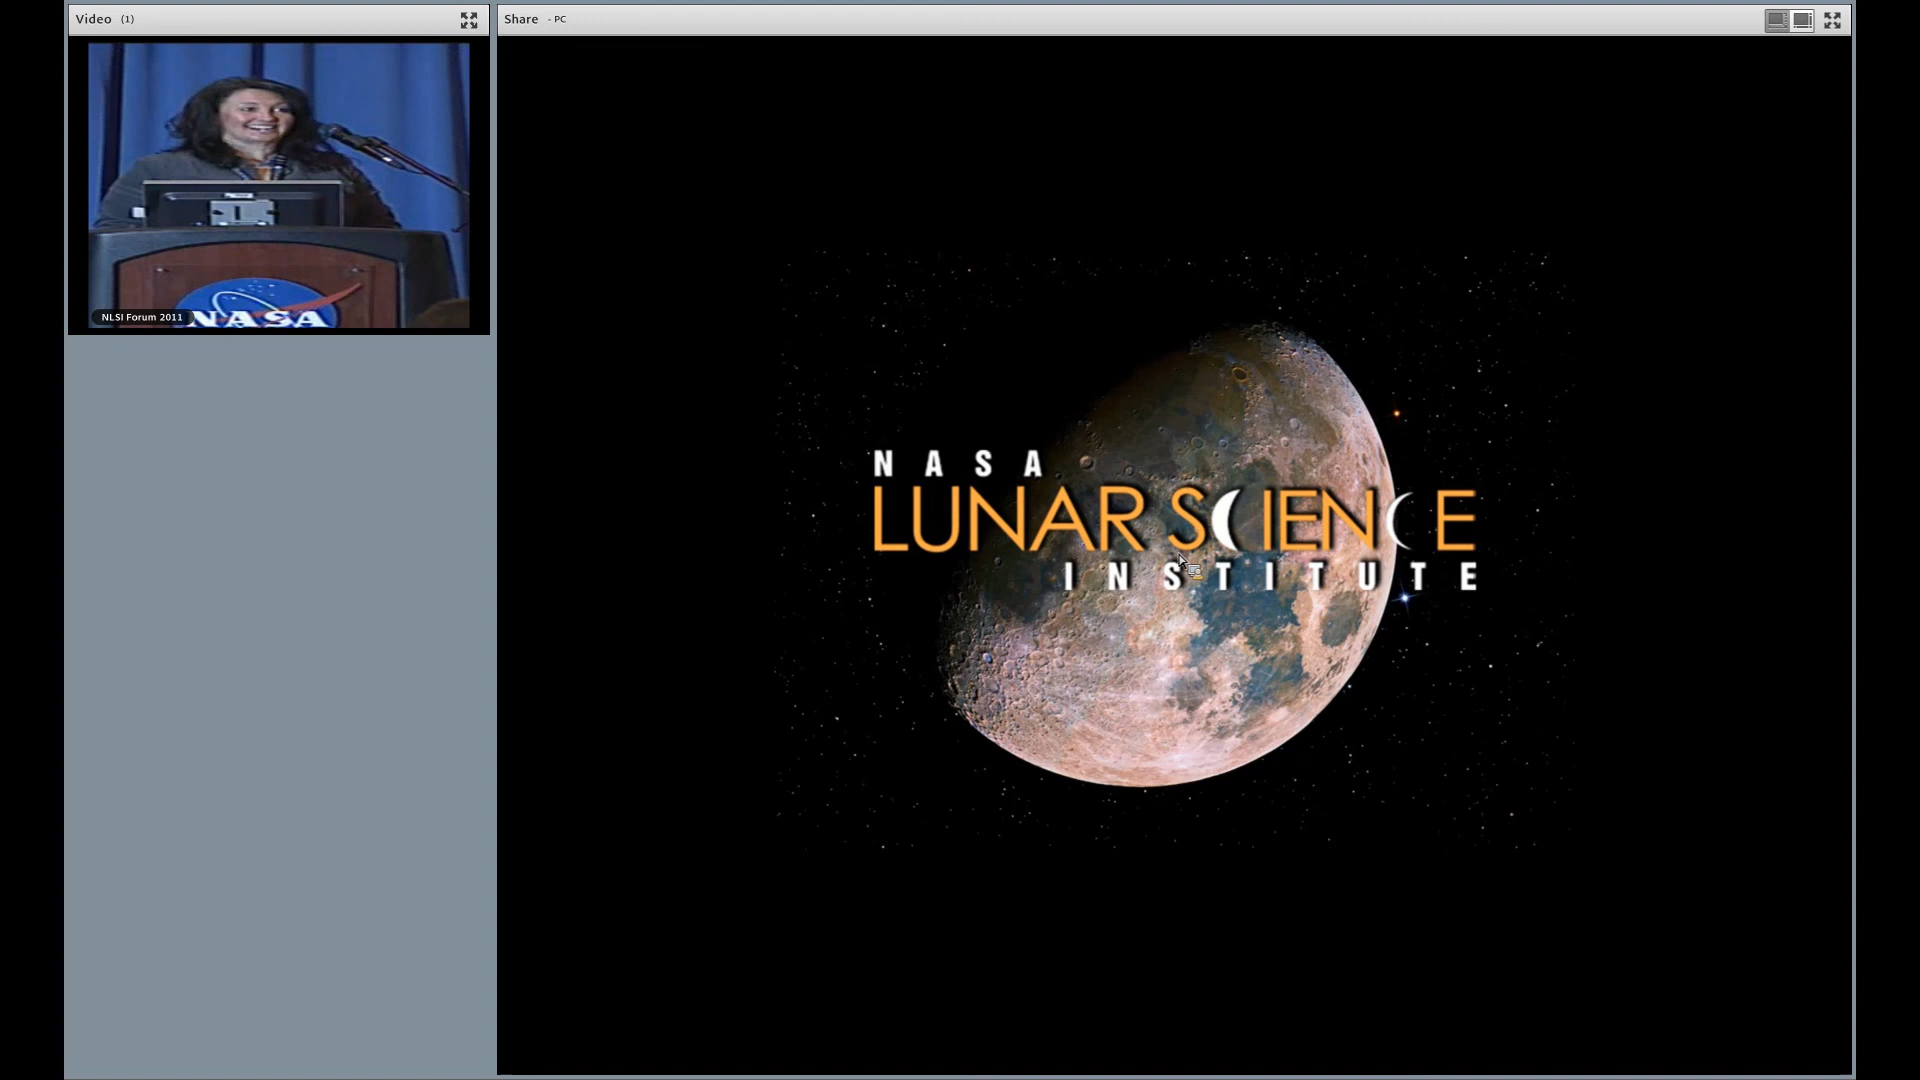 Video (1)
Share - PC
NLSI Forum 2011
NASA
NASA
LUNAR SCIENCE
INSTITUTE